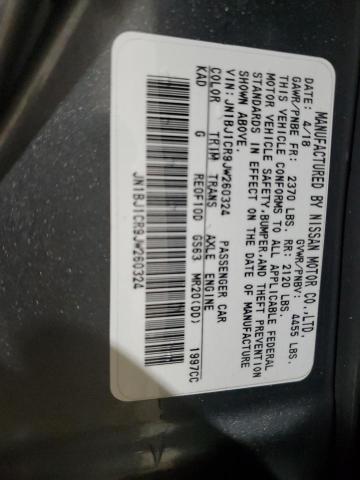 MANUFACTURED BY NISSAN MOTOR CO.,LTD.
DATE: 4/18 GVWR/PNBV: 4455 LBS.
GAWR/PNBE FR: 2370 LBS. RR: 2120 LBS.
THIS VEHICLE CONFORMS TO ALL APPLICABLE FEDERAL
MOTOR VEHICLE SAFETY,BUMPER,AND THEFT PREVENTION
STANDARDS IN EFFECT ON THE DATE OF MANUFACTURE
SHOWN ABOVE.
VIN:JN1BJ1CR9JW260324 PASSENGER CAR
COLOR TRIM TRANS AXLE ENGINE
KAD G RE0F10D GS63 MR20(DD) 1997CC
JN1BJ1CR9JW260324